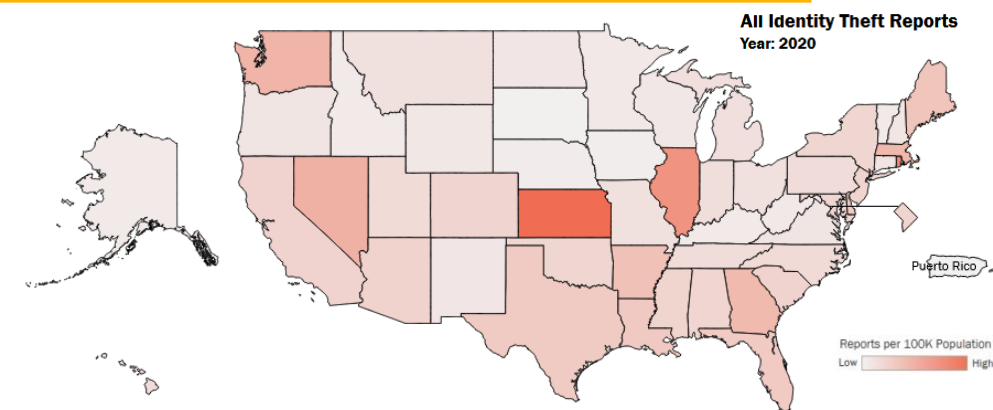 All Identity Theft Reports
Year: 2020
Puerto Rico
Reports per 100K Population
Low High